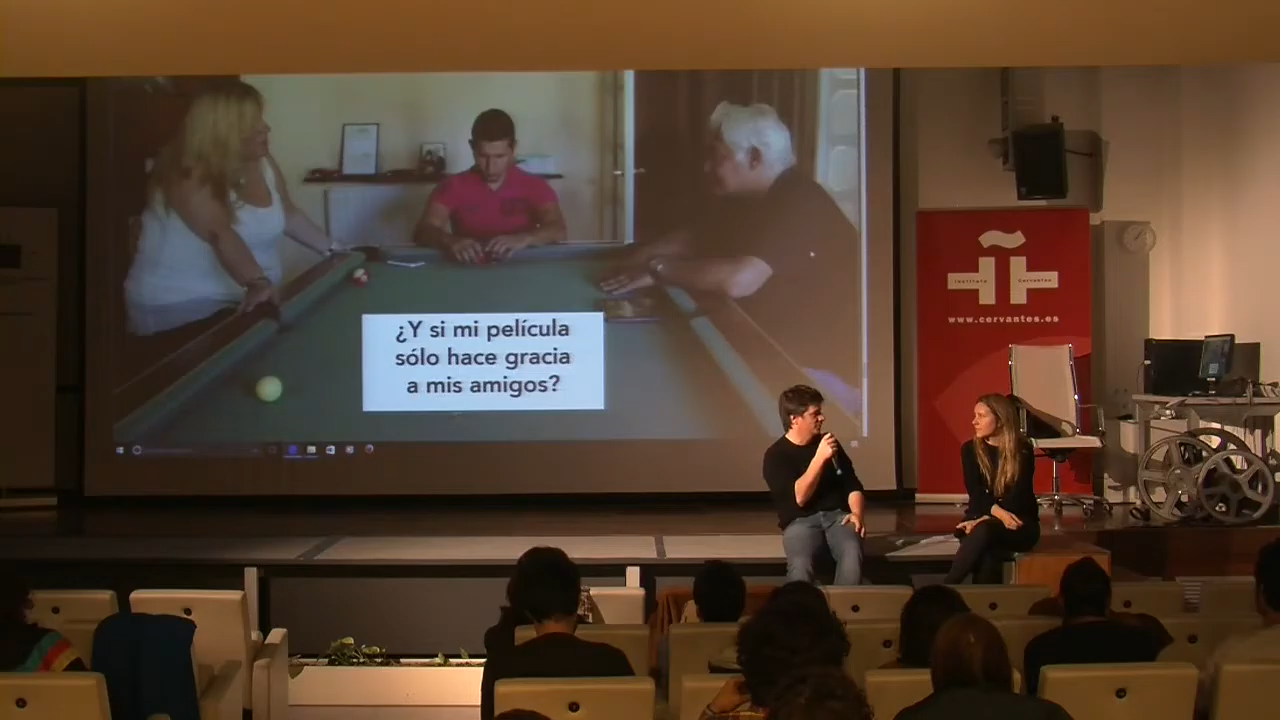 ¿Y si mi película
sólo hace gracia
a mis amigos?
Instituto Cervantes
www.cervantes.es